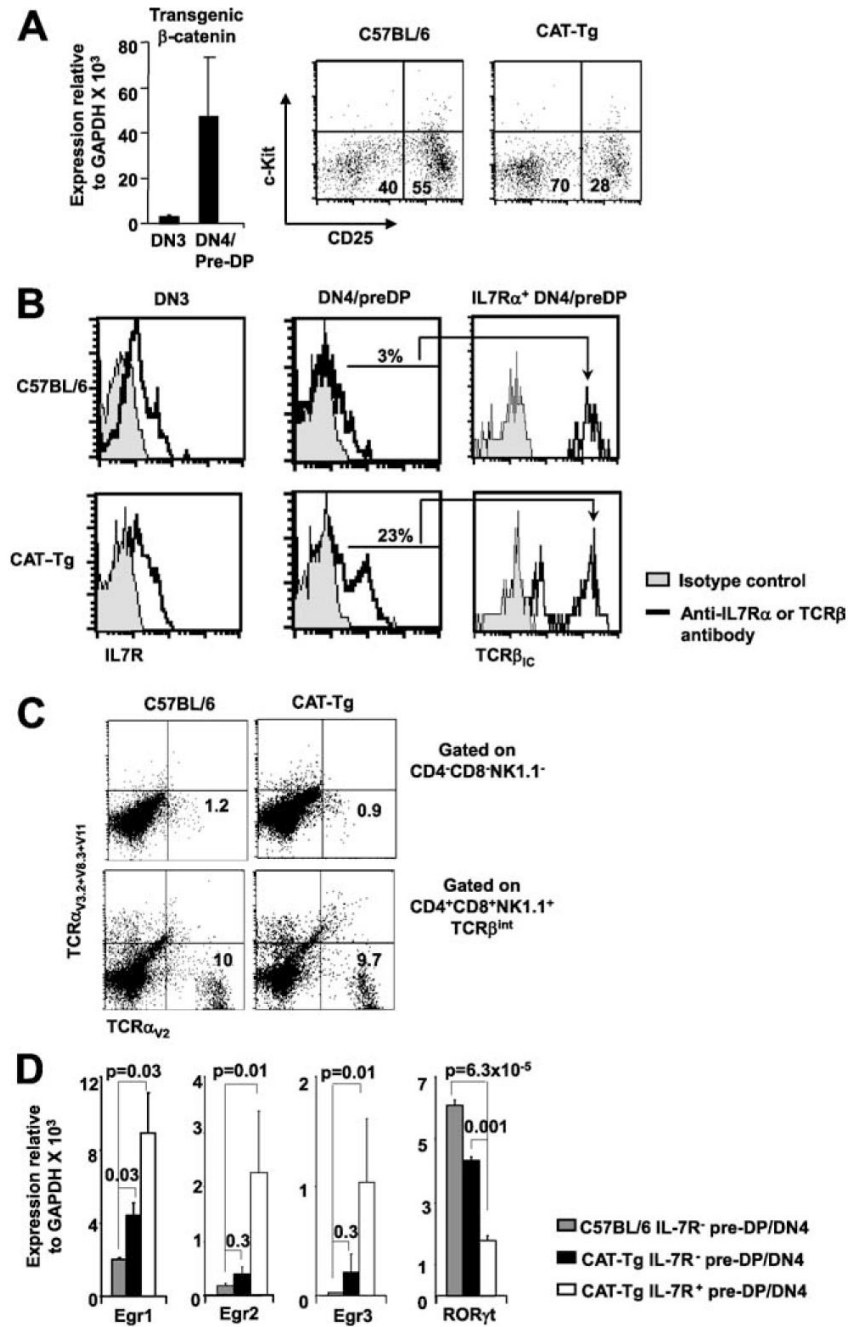 A
Transgenic
β-catenin
Expression relative
to GAPDH X 10³
80
60
40
20
0
DN3
DN4/
Pre-DP
C57BL/6
CAT-Tg
c-Kit
40
55
70
28
CD25
B
DN3
DN4/preDP
IL7Rα⁺ DN4/preDP
C57BL/6
3%
CAT–Tg
23%
IL7R
TCRβIC
Isotype control
Anti-IL7Rα or TCRβ
antibody
C
C57BL/6
CAT-Tg
1.2
0.9
Gated on
CD4⁻CD8⁻NK1.1⁻
10
9.7
Gated on
CD4⁺CD8⁺NK1.1⁺
TCRβint
TCRαV3.2+V8.3+V11
TCRαV2
D
Expression relative
to GAPDH X 10³
12
8
4
0
p=0.03
0.03
Egr1
4
3
2
1
0
p=0.01
0.3
Egr2
2
1
0
p=0.01
0.3
Egr3
7
5
3
1
0
p=6.3x10⁻⁵
0.001
RORγt
C57BL/6 IL-7R⁻ pre-DP/DN4
CAT-Tg IL-7R⁻ pre-DP/DN4
CAT-Tg IL-7R⁺ pre-DP/DN4